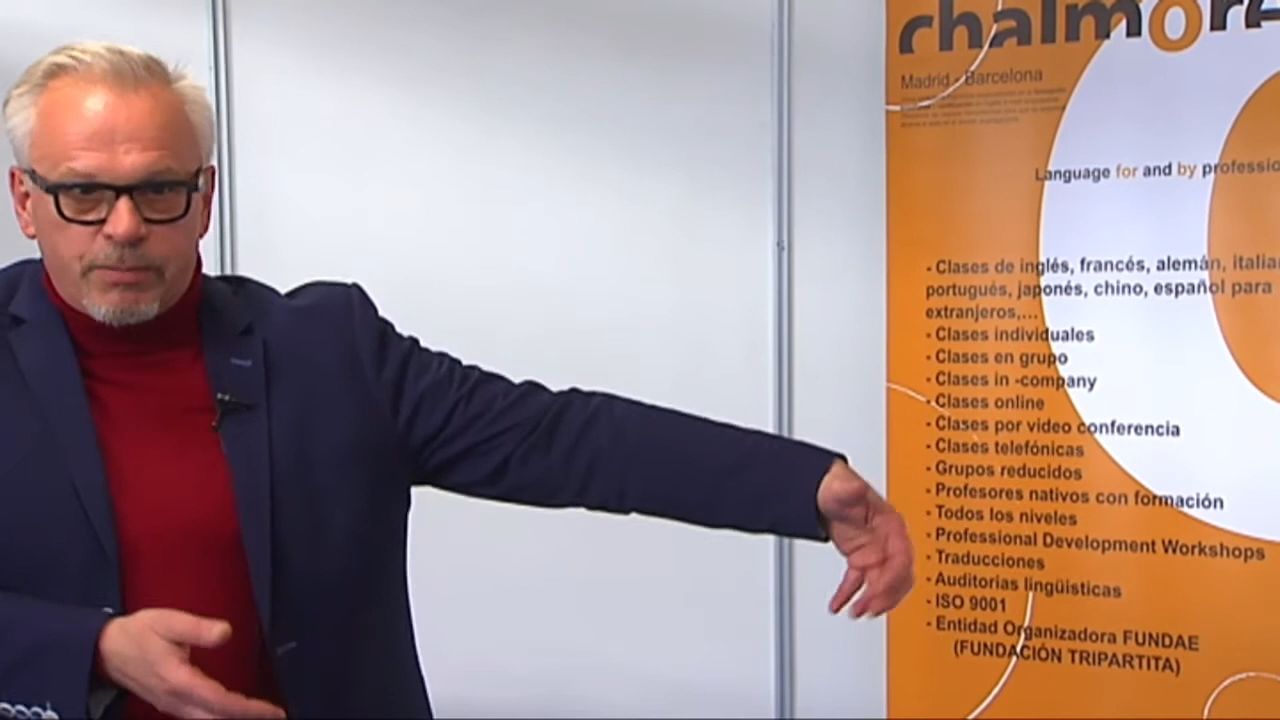 chalmore
Madrid - Barcelona
Language for and by professio
- Clases de inglés, francés, alemán, italia
portugués, japonés, chino, español para
extranjeros,...
- Clases individuales
- Clases en grupo
- Clases in -company
- Clases online
- Clases por video conferencia
- Clases telefónicas
- Grupos reducidos
- Profesores nativos con formación
- Todos los niveles
- Professional Development Workshops
- Traducciones
- Auditorias lingüisticas
- ISO 9001
- Entidad Organizadora FUNDAE
(FUNDACIÓN TRIPARTITA)